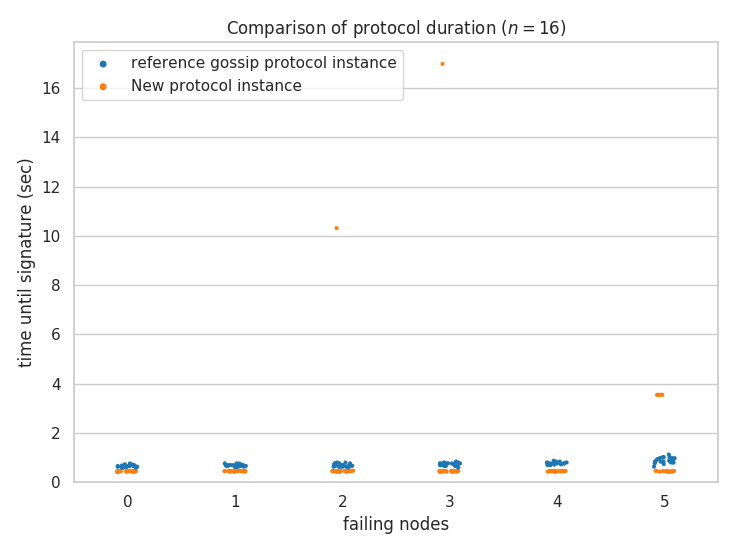 Comparison of protocol duration (n = 16)
reference gossip protocol instance
New protocol instance
time until signature (sec)
16
14
12
10
8
6
4
2
0
0 1 2 3 4 5
failing nodes